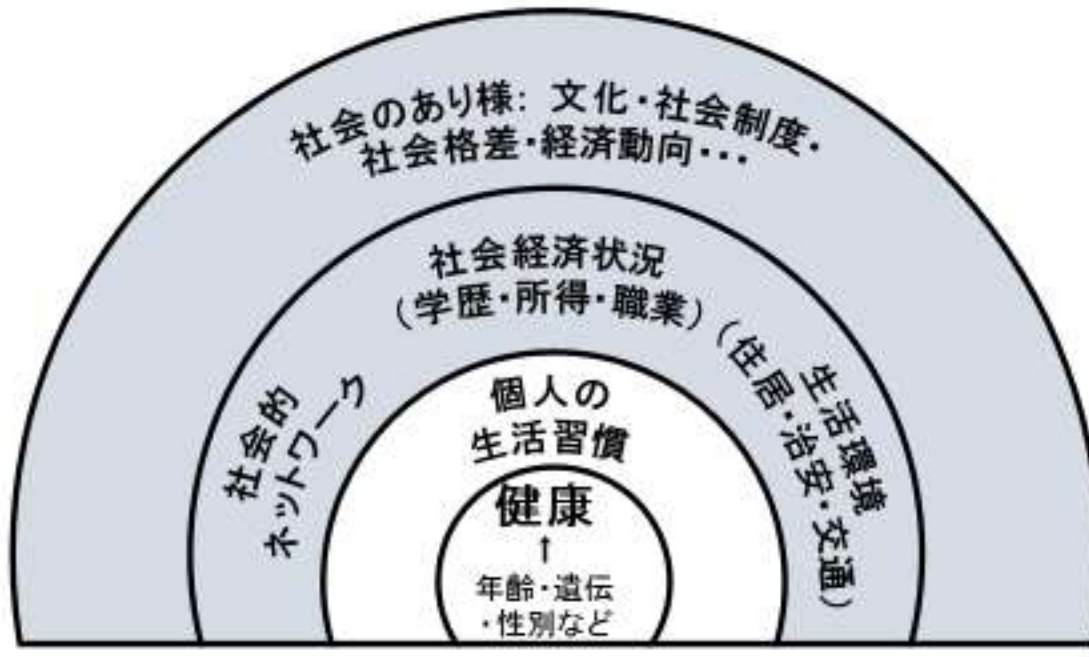 社会のあり様: 文化・社会制度・
社会格差・経済動向・・・
社会経済状況
(学歴・所得・職業)
社会的
ネットワーク
生活環境
(住居・治安・交通)
個人の
生活習慣
健康
↑
年齢・遺伝
・性別など